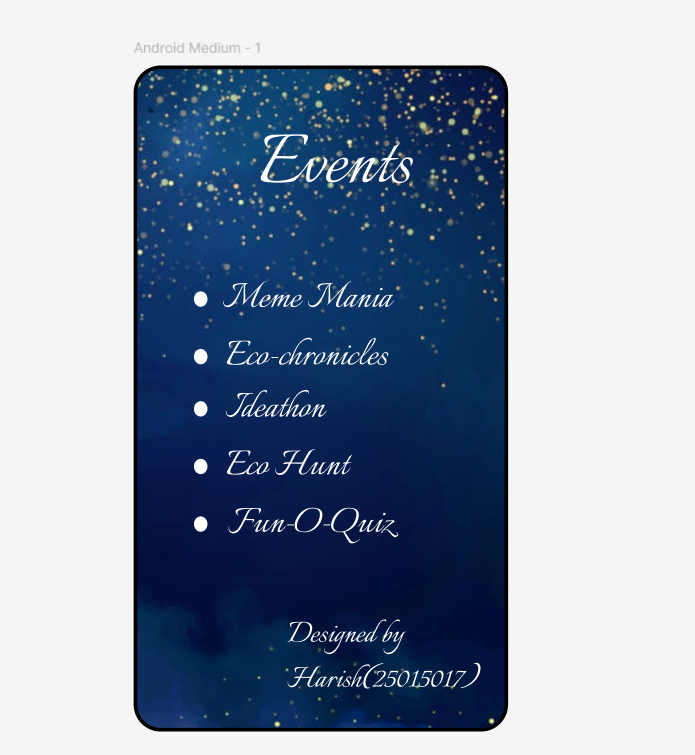 Android Medium - 1
Events
Meme Mania
Eco-chronicles
Ideathon
Eco Hunt
Fun-O-Quiz
Designed by
Harish(25015017)